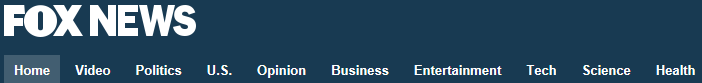 FOX NEWS
Home Video Politics U.S. Opinion Business Entertainment Tech Science Health